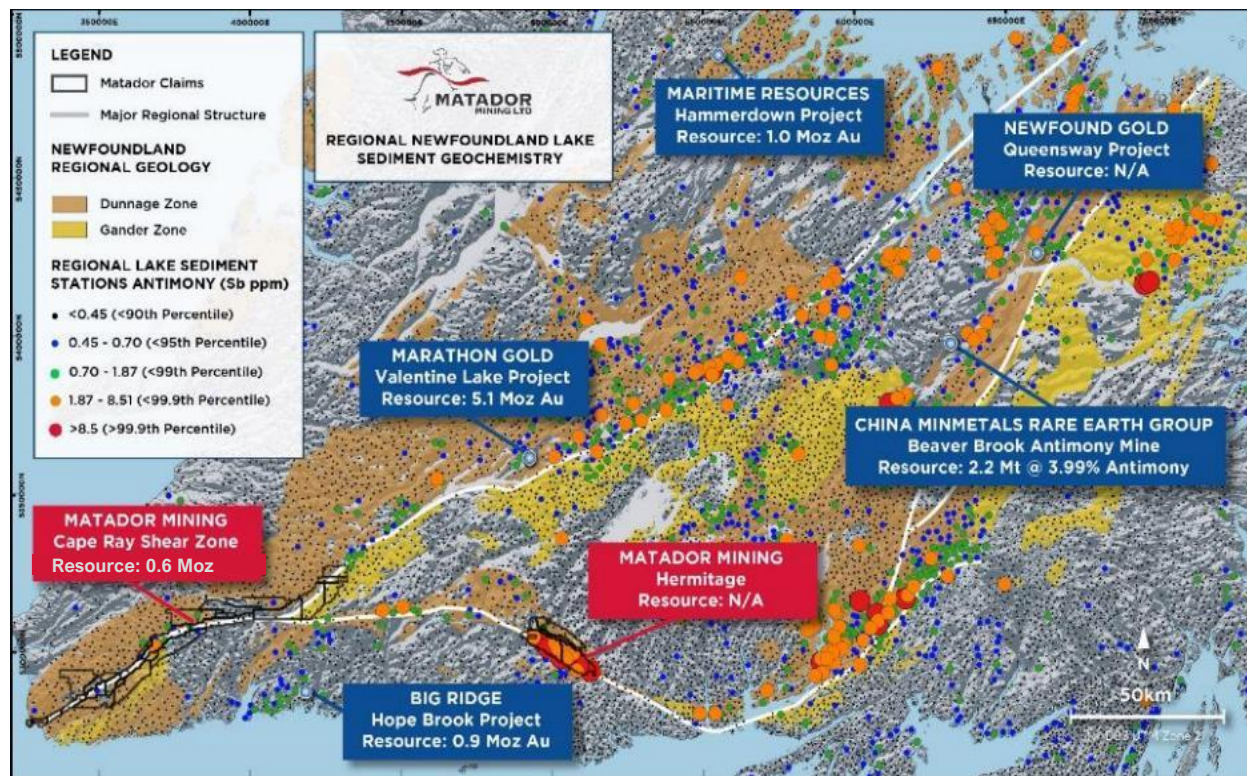 350000E 400000E
600000E
LEGEND
Matador Claims
Major Regional Structure
NEWFOUNDLAND
REGIONAL GEOLOGY
Dunnage Zone
Gander Zone
REGIONAL LAKE SEDIMENT
STATIONS ANTIMONY (Sb ppm)
<0.45 (<90th Percentile)
0.45 - 0.70 (<95th Percentile)
0.70 - 1.87 (<99th Percentile)
1.87 - 8.51 (<99.9th Percentile)
>8.5 (>99.9th Percentile)
MATADOR
MINING LTD
REGIONAL NEWFOUNDLAND LAKE
SEDIMENT GEOCHEMISTRY
MARITIME RESOURCES
Hammerdown Project
Resource: 1.0 Moz Au
NEWFOUND GOLD
Queensway Project
Resource: N/A
MARATHON GOLD
Valentine Lake Project
Resource: 5.1 Moz Au
CHINA MINMETALS RARE EARTH GROUP
Beaver Brook Antimony Mine
Resource: 2.2 Mt @ 3.99% Antimony
MATADOR MINING
Cape Ray Shear Zone
Resource: 0.6 Moz
MATADOR MINING
Hermitage
Resource: N/A
BIG RIDGE
Hope Brook Project
Resource: 0.9 Moz Au
N
50km